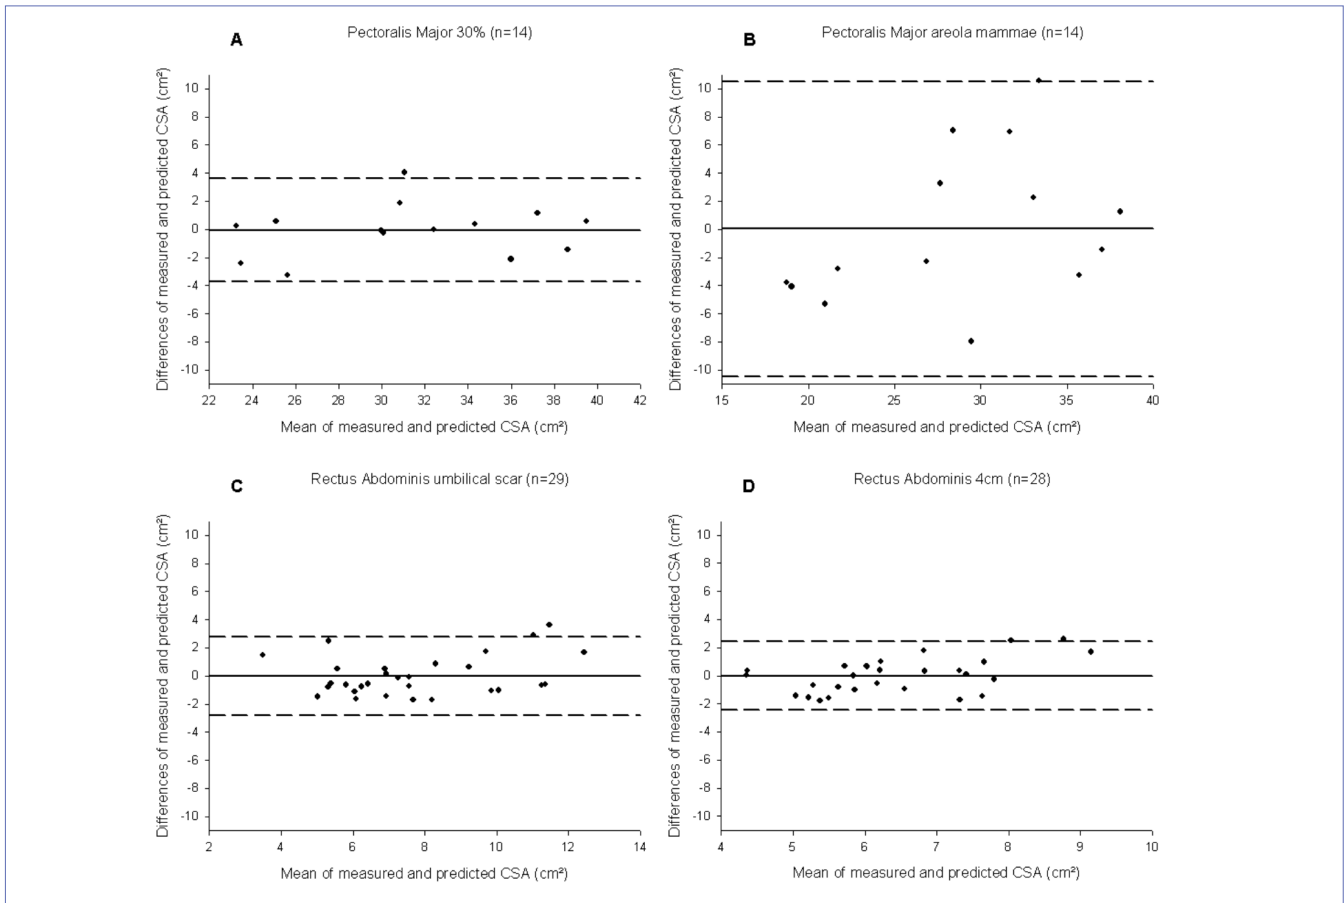 A
Pectoralis Major 30% (n=14)
Differences of measured and predicted CSA (cm²)
10
8
6
4
2
0
-2
-4
-6
-8
-10
22 24 26 28 30 32 34 36 38 40 42
Mean of measured and predicted CSA (cm²)
B
Pectoralis Major areola mammae (n=14)
Differences of measured and predicted CSA (cm²)
10
8
6
4
2
0
-2
-4
-6
-8
-10
15 20 25 30 35 40
Mean of measured and predicted CSA (cm²)
C
Rectus Abdominis umbilical scar (n=29)
Differences of measured and predicted CSA (cm²)
10
8
6
4
2
0
-2
-4
-6
-8
-10
2 4 6 8 10 12 14
Mean of measured and predicted CSA (cm²)
D
Rectus Abdominis 4cm (n=28)
Differences of measured and predicted CSA (cm²)
10
8
6
4
2
0
-2
-4
-6
-8
-10
4 5 6 7 8 9 10
Mean of measured and predicted CSA (cm²)